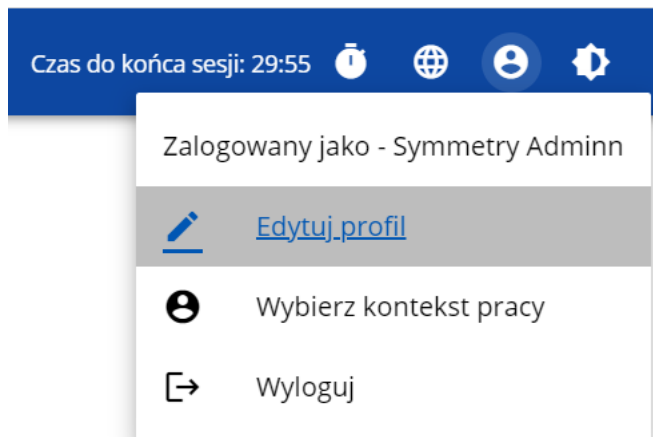 Czas do końca sesji: 29:55
Zalogowany jako - Symmetry Adminn
Edytuj profil
Wybierz kontekst pracy
Wyloguj